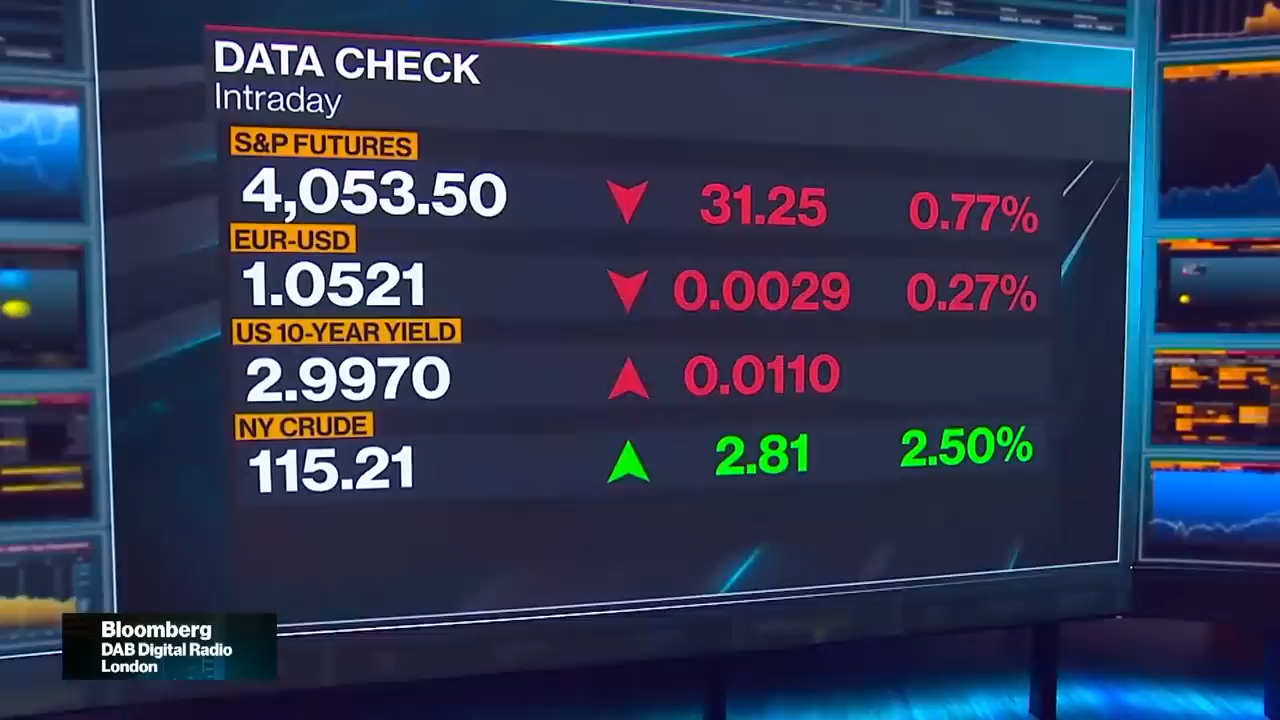 DATA CHECK
Intraday
S&P FUTURES
4,053.50 31.25 0.77%
EUR-USD
1.0521 0.0029 0.27%
US 10-YEAR YIELD
2.9970 0.0110
NY CRUDE
115.21 2.81 2.50%
Bloomberg
DAB Digital Radio
London